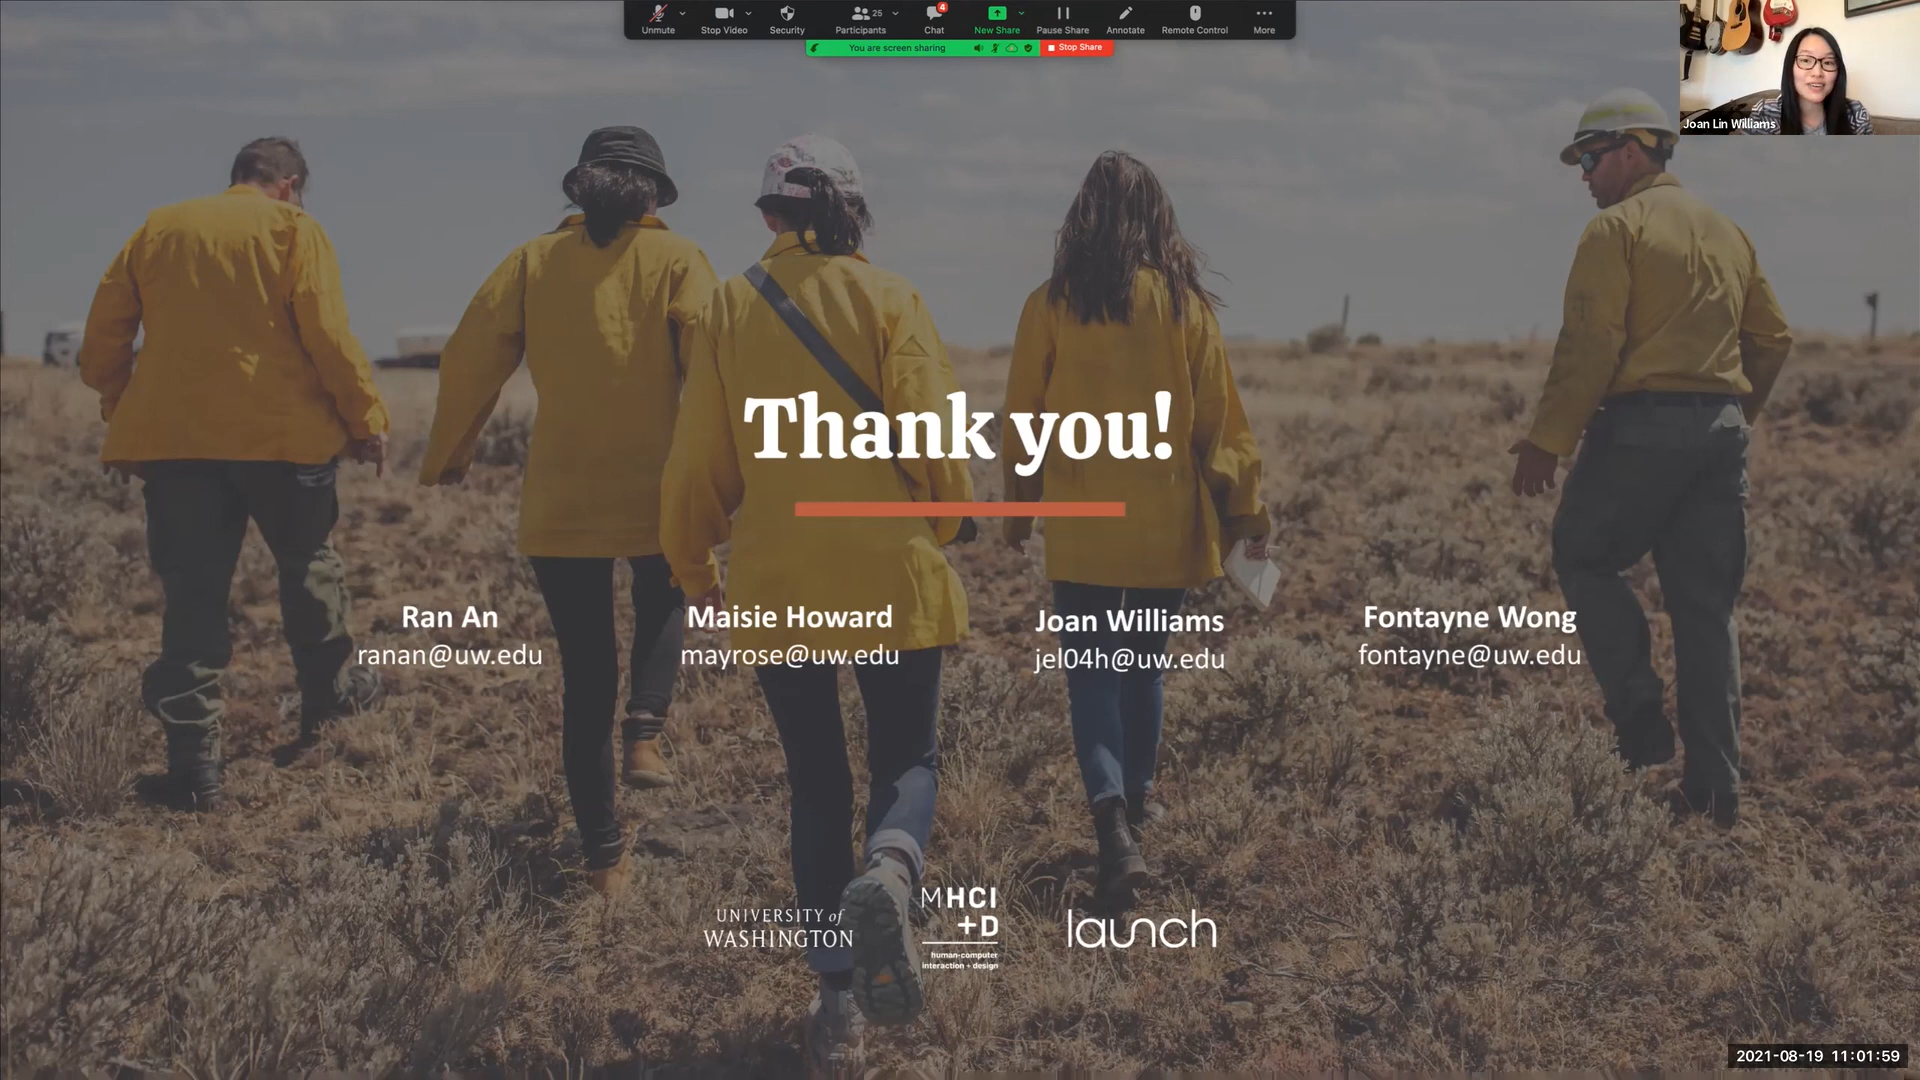 Unmute
Stop Video
Security
Participants
25
Chat
4
New Share
Pause Share
Annotate
Remote Control
More
You are screen sharing
Stop Share
Joan Lin Williams
Thank you!
Ran An
ranan@uw.edu
Maisie Howard
mayrose@uw.edu
Joan Williams
jel04h@uw.edu
Fontayne Wong
fontayne@uw.edu
UNIVERSITY of
WASHINGTON
MHCI
+D
human-computer
interaction + design
launch
2021-08-19 11:01:59